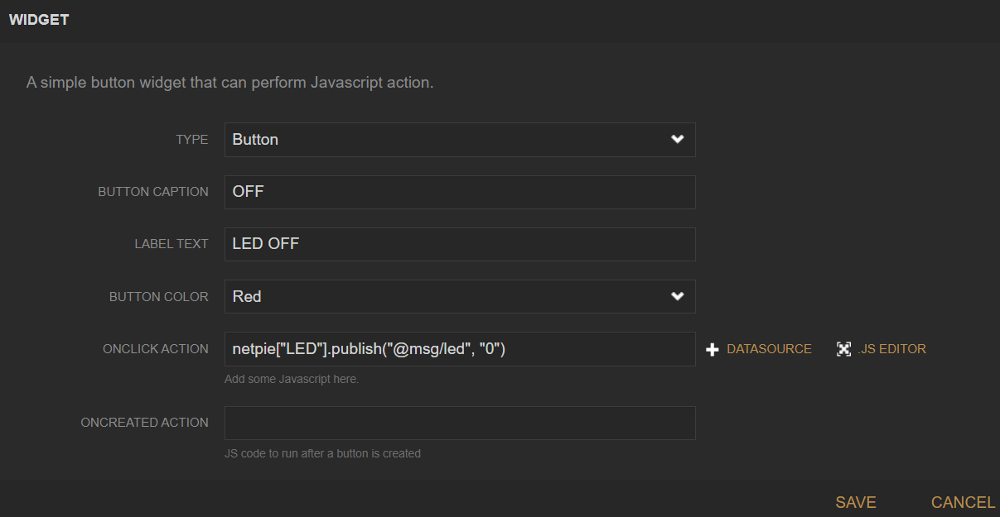 WIDGET
A simple button widget that can perform Javascript action.
TYPE Button
BUTTON CAPTION OFF
LABEL TEXT LED OFF
BUTTON COLOR Red
ONCLICK ACTION netpie["LED"].publish("@msg/led", "0") DATASOURCE .JS EDITOR
Add some Javascript here.
ONCREATED ACTION
JS code to run after a button is created
SAVE CANCEL